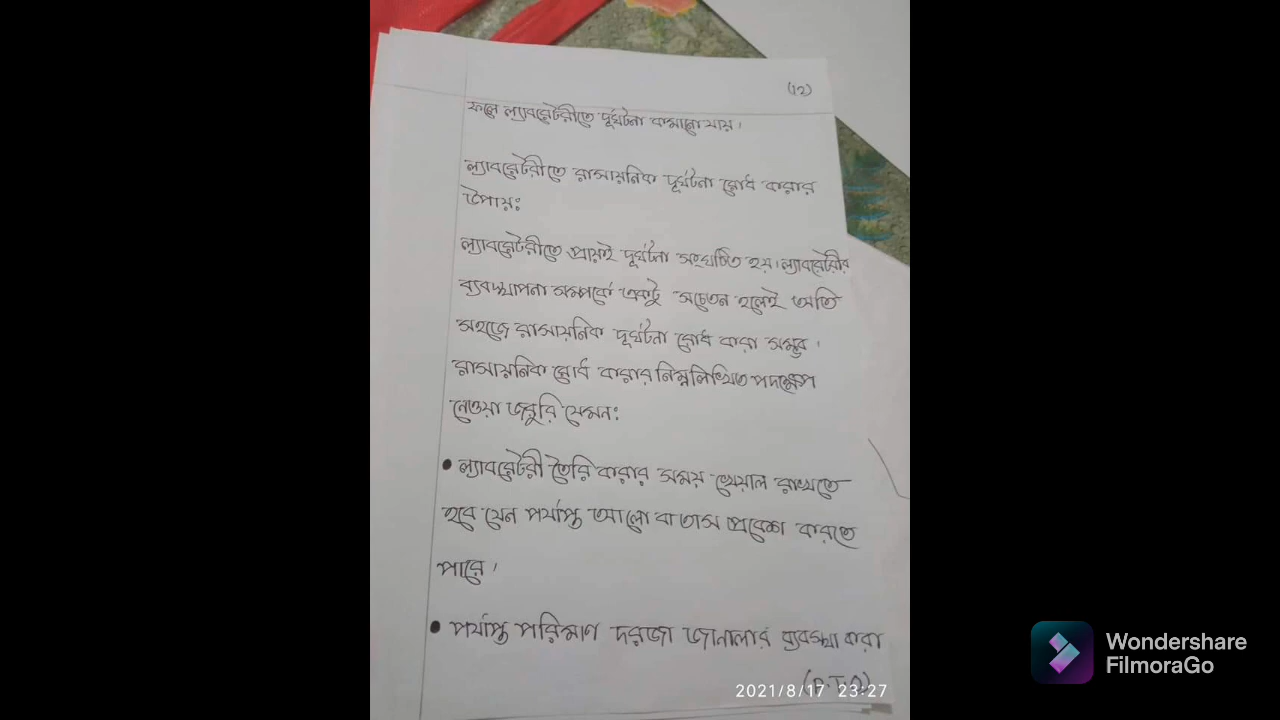 (12)
ফলে ল্যাবরেটরীতে দূর্ঘটনা কমানো যায়।
ল্যাবরেটরীতে রাসায়নিক দূর্ঘটনা রোধ করার
উপায়ঃ
ল্যাবরেটরীতে প্রায়ই দূর্ঘটনা সংঘটিত হয়। ল্যাবরেটরীর
ব্যবস্থাপনা সম্পর্কে একটু সচেতন হলেই অতি
সহজে রাসায়নিক দূর্ঘটনা রোধ করা সম্ভব।
রাসায়নিক রোধ করার নিম্নলিখিত পদক্ষেপ
নেওয়া জরুরি যেমনঃ
• ল্যাবরেটরী তৈরি করার সময় খেয়াল রাখতে
হবে যেন পর্যাপ্ত আলো বাতাস প্রবেশ করতে
পারে।
• পর্যাপ্ত পরিমাণ দরজা জানালার ব্যবস্থা করা
(P.T.O)
2021/8/17 23:27
Wondershare
FilmoraGo